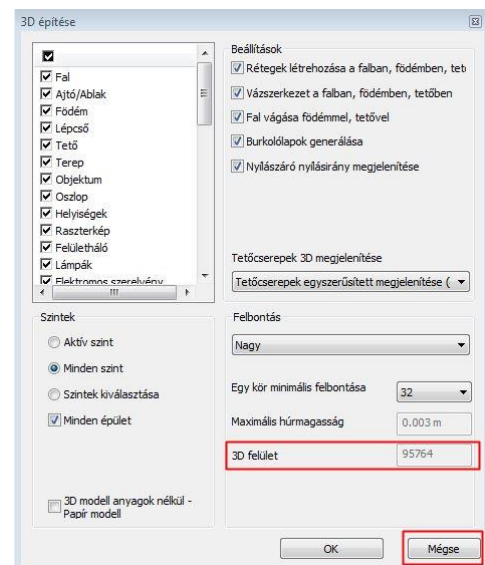 3D építése
Fal
Ajtó/Ablak
Födém
Lépcső
Tető
Terep
Objektum
Oszlop
Helyiségek
Raszterkép
Felületháló
Lámpák
Elektromos szerelvény
Beállítások
Rétegek létrehozása a falban, födémben, tet
Vázszerkezet a falban, födémben, tetőben
Fal vágása födémmel, tetővel
Burkolólapok generálása
Nyílászáró nyílásirány megjelenítése
Tetőcserepek 3D megjelenítése
Tetőcserepek egyszerűsített megjelenítése (
Szintek
Aktív szint
Minden szint
Szintek kiválasztása
Minden épület
3D modell anyagok nélkül -
Papír modell
Felbontás
Nagy
Egy kör minimális felbontása
32
Maximális húrmagasság
0.003 m
3D felület
95764
OK
Mégse